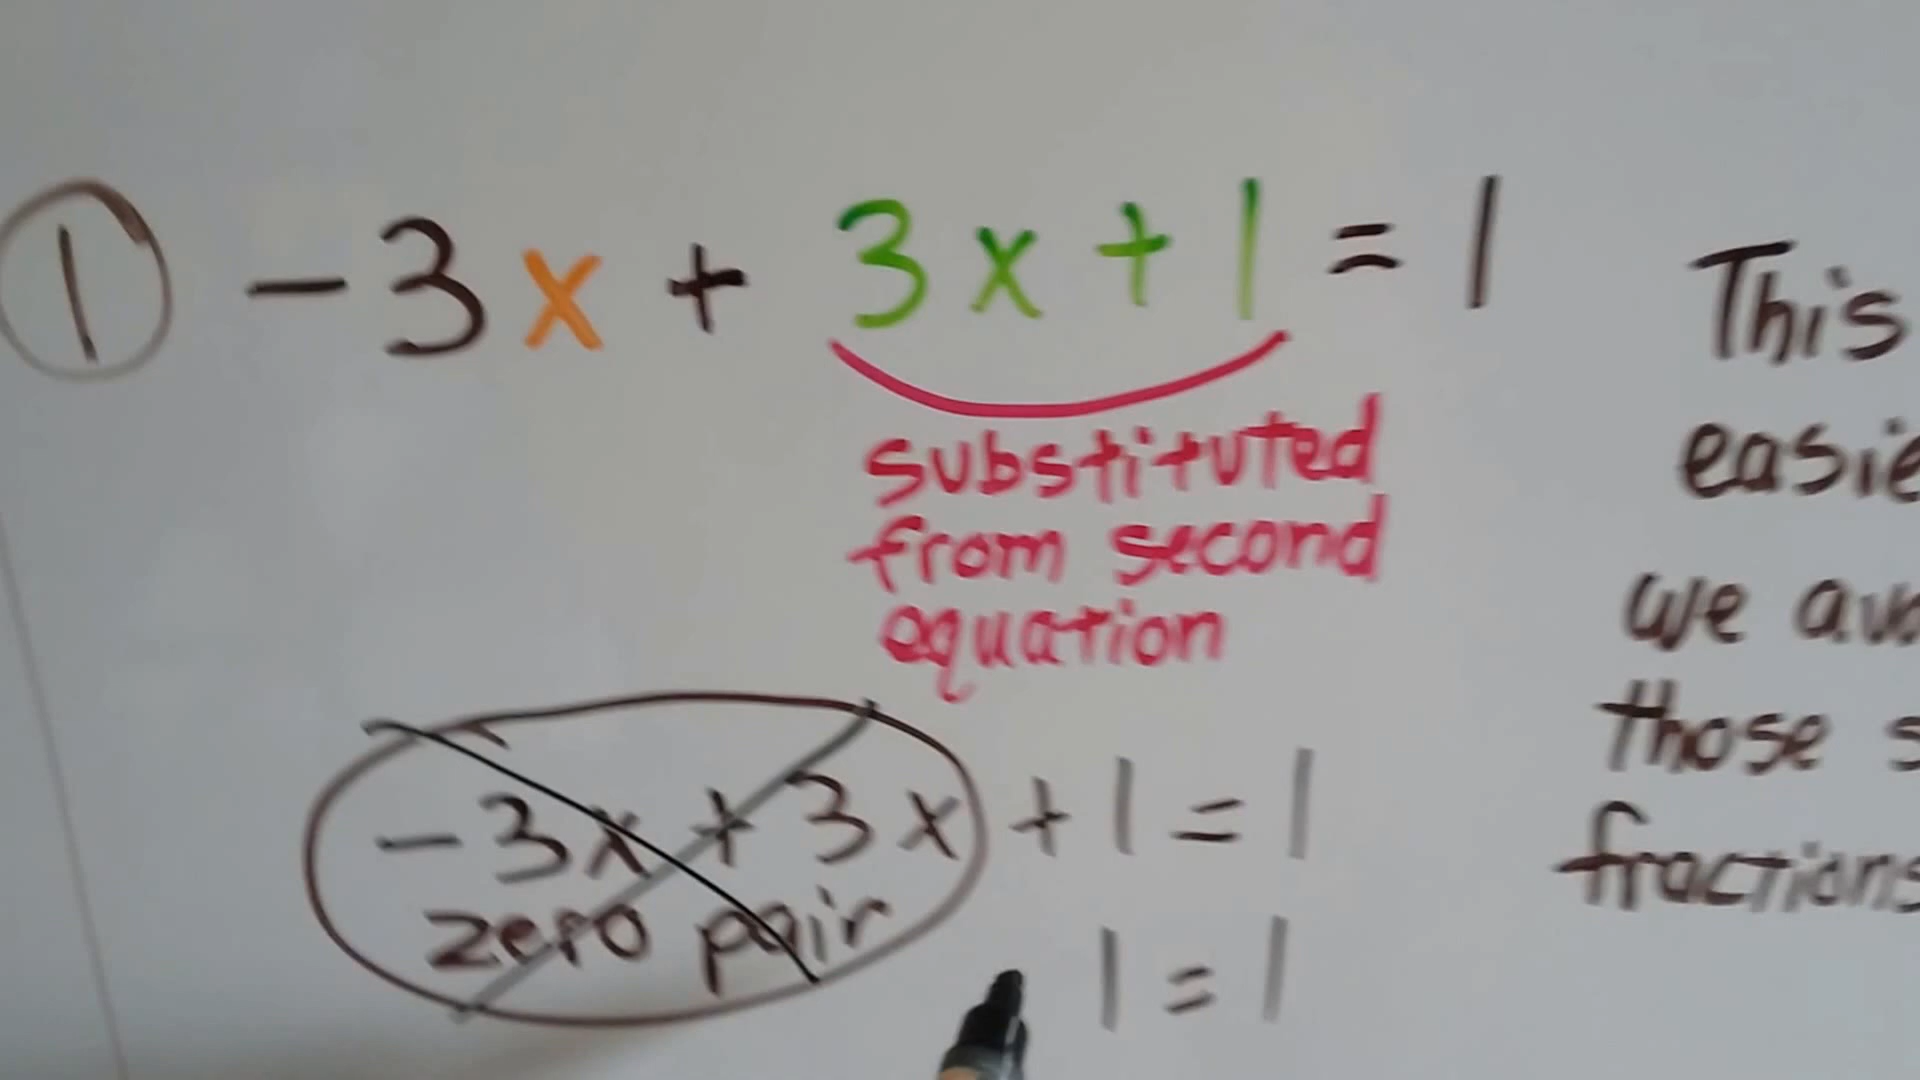 ① -3x + 3x + 1 = 1
substituted
from second
equation
-3x + 3x + 1 = 1
zero pair
1 = 1
This
easie
we avo
those s
fractions